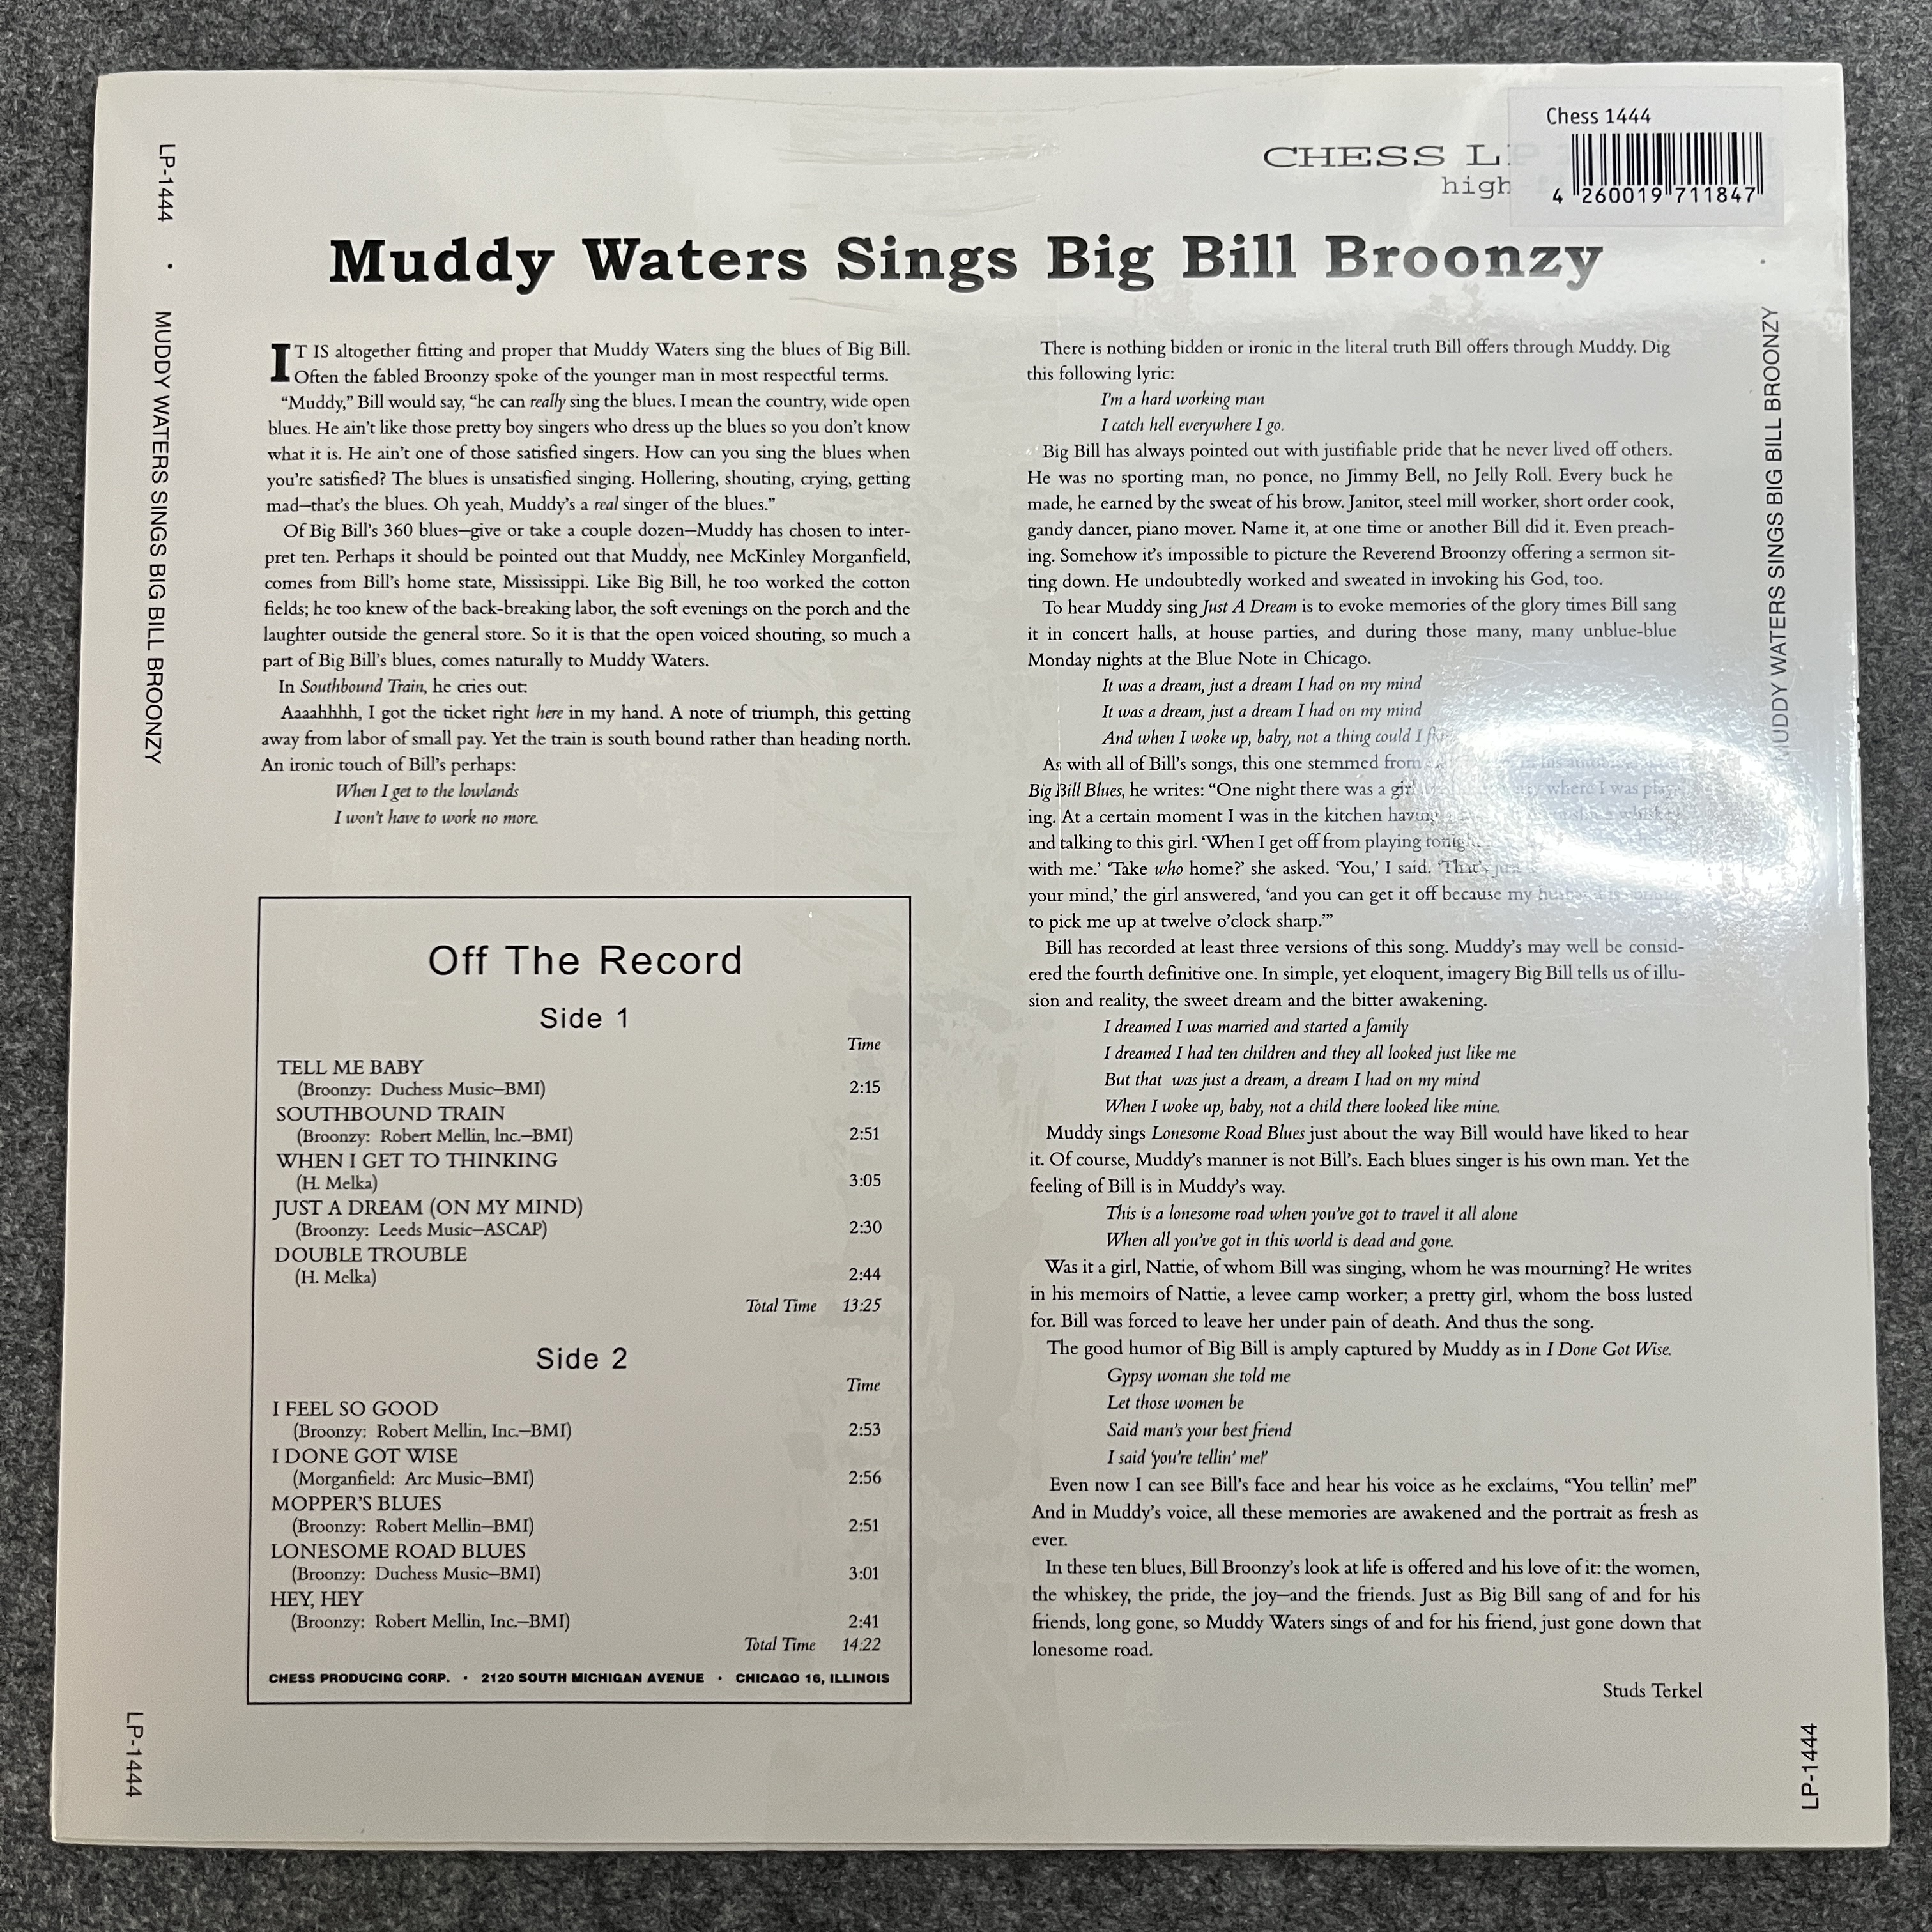 Chess 1444
CHESS LP
high
4 260019 711847
Muddy Waters Sings Big Bill Broonzy
LP-1444 • MUDDY WATERS SINGS BIG BILL BROONZY
LP-1444
IT IS altogether fitting and proper that Muddy Waters sing the blues of Big Bill.
Often the fabled Broonzy spoke of the younger man in most respectful terms.
“Muddy,” Bill would say, “he can really sing the blues. I mean the country, wide open
blues. He ain’t like those pretty boy singers who dress up the blues so you don’t know
what it is. He ain’t one of those satisfied singers. How can you sing the blues when
you’re satisfied? The blues is unsatisfied singing. Hollering, shouting, crying, getting
mad—that’s the blues. Oh yeah, Muddy’s a real singer of the blues.”
Of Big Bill’s 360 blues—give or take a couple dozen—Muddy has chosen to inter-
pret ten. Perhaps it should be pointed out that Muddy, nee McKinley Morganfield,
comes from Bill’s home state, Mississippi. Like Big Bill, he too worked the cotton
fields; he too knew of the back-breaking labor, the soft evenings on the porch and the
laughter outside the general store. So it is that the open voiced shouting, so much a
part of Big Bill’s blues, comes naturally to Muddy Waters.
In Southbound Train, he cries out:
Aaaahhhh, I got the ticket right here in my hand. A note of triumph, this getting
away from labor of small pay. Yet the train is south bound rather than heading north.
An ironic touch of Bill’s perhaps:
When I get to the lowlands
I won’t have to work no more.
Off The Record
Side 1
Time
TELL ME BABY
(Broonzy: Duchess Music—BMI) 2:15
SOUTHBOUND TRAIN
(Broonzy: Robert Mellin, lnc.—BMI) 2:51
WHEN I GET TO THINKING
(H. Melka) 3:05
JUST A DREAM (ON MY MIND)
(Broonzy: Leeds Music—ASCAP) 2:30
DOUBLE TROUBLE
(H. Melka) 2:44
Total Time 13:25
Side 2
Time
I FEEL SO GOOD
(Broonzy: Robert Mellin, Inc.—BMI) 2:53
I DONE GOT WISE
(Morganfield: Arc Music—BMI) 2:56
MOPPER’S BLUES
(Broonzy: Robert Mellin—BMI) 2:51
LONESOME ROAD BLUES
(Broonzy: Duchess Music—BMI) 3:01
HEY, HEY
(Broonzy: Robert Mellin, Inc.—BMI) 2:41
Total Time 14:22
CHESS PRODUCING CORP. • 2120 SOUTH MICHIGAN AVENUE • CHICAGO 16, ILLINOIS
There is nothing bidden or ironic in the literal truth Bill offers through Muddy. Dig
this following lyric:
I’m a hard working man
I catch hell everywhere I go.
Big Bill has always pointed out with justifiable pride that he never lived off others.
He was no sporting man, no ponce, no Jimmy Bell, no Jelly Roll. Every buck he
made, he earned by the sweat of his brow. Janitor, steel mill worker, short order cook,
gandy dancer, piano mover. Name it, at one time or another Bill did it. Even preach-
ing. Somehow it’s impossible to picture the Reverend Broonzy offering a sermon sit-
ting down. He undoubtedly worked and sweated in invoking his God, too.
To hear Muddy sing Just A Dream is to evoke memories of the glory times Bill sang
it in concert halls, at house parties, and during those many, many unblue-blue
Monday nights at the Blue Note in Chicago.
It was a dream, just a dream I had on my mind
It was a dream, just a dream I had on my mind
And when I woke up, baby, not a thing could I
As with all of Bill’s songs, this one stemmed from
Big Bill Blues, he writes: “One night there was a girl where I was play-
ing. At a certain moment I was in the kitchen having
and talking to this girl. ‘When I get off from playing tonight
with me.’ ‘Take who home?’ she asked. ‘You,’ I said. ‘That’s
your mind,’ the girl answered, ‘and you can get it off because my
to pick me up at twelve o’clock sharp.’”
Bill has recorded at least three versions of this song. Muddy’s may well be consid-
ered the fourth definitive one. In simple, yet eloquent, imagery Big Bill tells us of illu-
sion and reality, the sweet dream and the bitter awakening.
I dreamed I was married and started a family
I dreamed I had ten children and they all looked just like me
But that was just a dream, a dream I had on my mind
When I woke up, baby, not a child there looked like mine.
Muddy sings Lonesome Road Blues just about the way Bill would have liked to hear
it. Of course, Muddy’s manner is not Bill’s. Each blues singer is his own man. Yet the
feeling of Bill is in Muddy’s way.
This is a lonesome road when you’ve got to travel it all alone
When all you’ve got in this world is dead and gone.
Was it a girl, Nattie, of whom Bill was singing, whom he was mourning? He writes
in his memoirs of Nattie, a levee camp worker; a pretty girl, whom the boss lusted
for. Bill was forced to leave her under pain of death. And thus the song.
The good humor of Big Bill is amply captured by Muddy as in I Done Got Wise.
Gypsy woman she told me
Let those women be
Said man’s your best friend
I said ‘you’re tellin’ me!’
Even now I can see Bill’s face and hear his voice as he exclaims, “You tellin’ me!”
And in Muddy’s voice, all these memories are awakened and the portrait as fresh as
ever.
In these ten blues, Bill Broonzy’s look at life is offered and his love of it: the women,
the whiskey, the pride, the joy—and the friends. Just as Big Bill sang of and for his
friends, long gone, so Muddy Waters sings of and for his friend, just gone down that
lonesome road.
Studs Terkel
MUDDY WATERS SINGS BIG BILL BROONZY
LP-1444